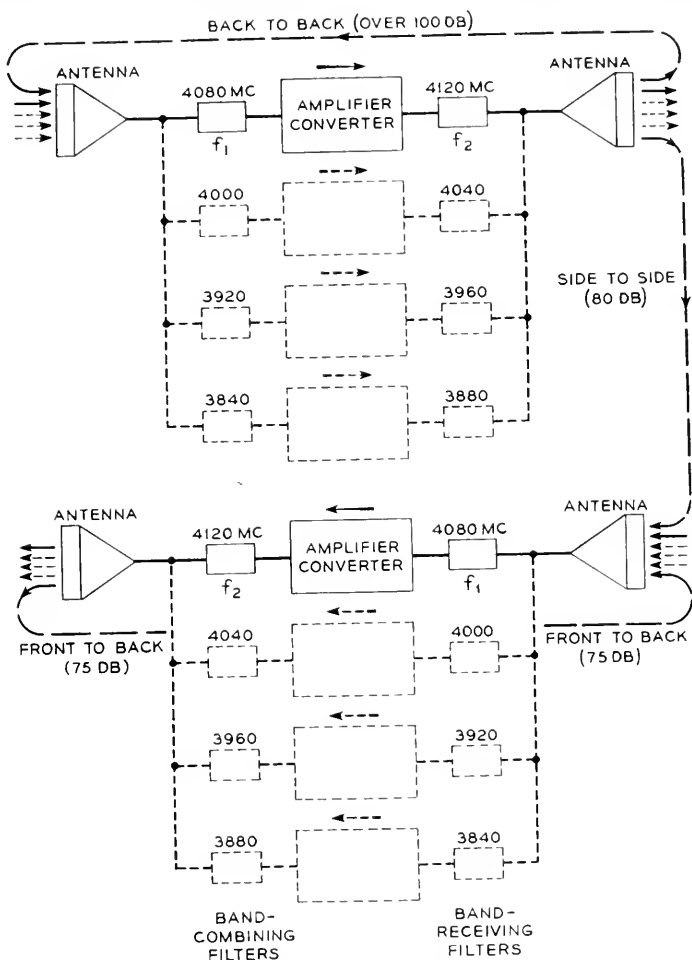 BACK TO BACK (OVER 100 DB)
ANTENNA
ANTENNA
4080 MC
AMPLIFIER
CONVERTER
4120 MC
f1
f2
4000
4040
3920
3960
SIDE TO SIDE
(80 DB)
3840
3880
ANTENNA
ANTENNA
4120 MC
AMPLIFIER
CONVERTER
4080 MC
f2
f1
FRONT TO BACK
(75 DB)
FRONT TO BACK
(75 DB)
4040
4000
3960
3920
3880
3840
BAND-
COMBINING
FILTERS
BAND-
RECEIVING
FILTERS